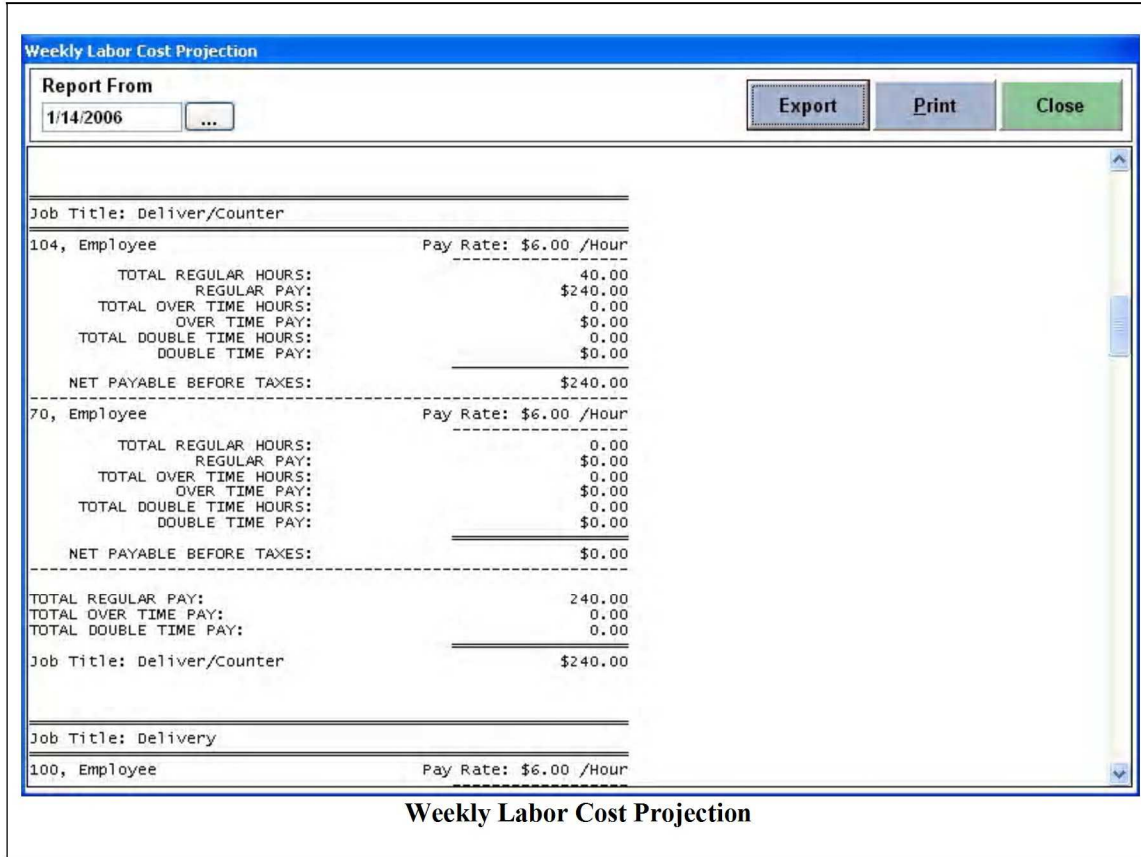 Weekly Labor Cost Projection
Report From
1/14/2006 ...
Export Print Close
Job Title: Deliver/Counter
104, Employee Pay Rate: $6.00 /Hour
TOTAL REGULAR HOURS: 40.00
REGULAR PAY: $240.00
TOTAL OVER TIME HOURS: 0.00
OVER TIME PAY: $0.00
TOTAL DOUBLE TIME HOURS: 0.00
DOUBLE TIME PAY: $0.00
NET PAYABLE BEFORE TAXES: $240.00
70, Employee Pay Rate: $6.00 /Hour
TOTAL REGULAR HOURS: 0.00
REGULAR PAY: $0.00
TOTAL OVER TIME HOURS: 0.00
OVER TIME PAY: $0.00
TOTAL DOUBLE TIME HOURS: 0.00
DOUBLE TIME PAY: $0.00
NET PAYABLE BEFORE TAXES: $0.00
TOTAL REGULAR PAY: 240.00
TOTAL OVER TIME PAY: 0.00
TOTAL DOUBLE TIME PAY: 0.00
Job Title: Deliver/Counter $240.00
Job Title: Delivery
100, Employee Pay Rate: $6.00 /Hour
Weekly Labor Cost Projection